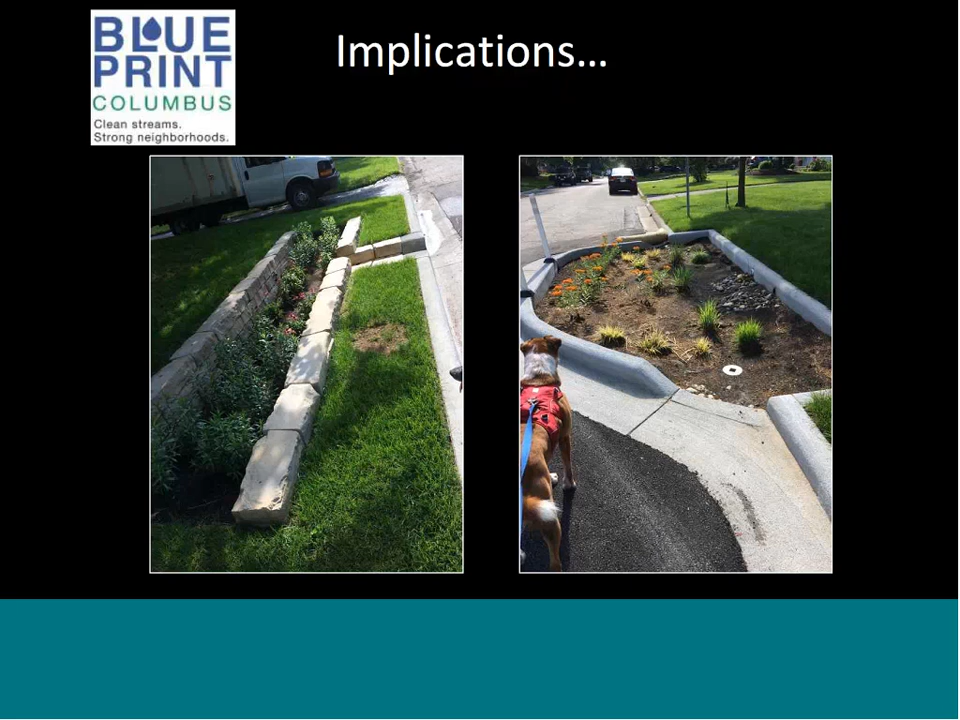 BLUE
PRINT
COLUMBUS
Clean streams.
Strong neighborhoods.
Implications...